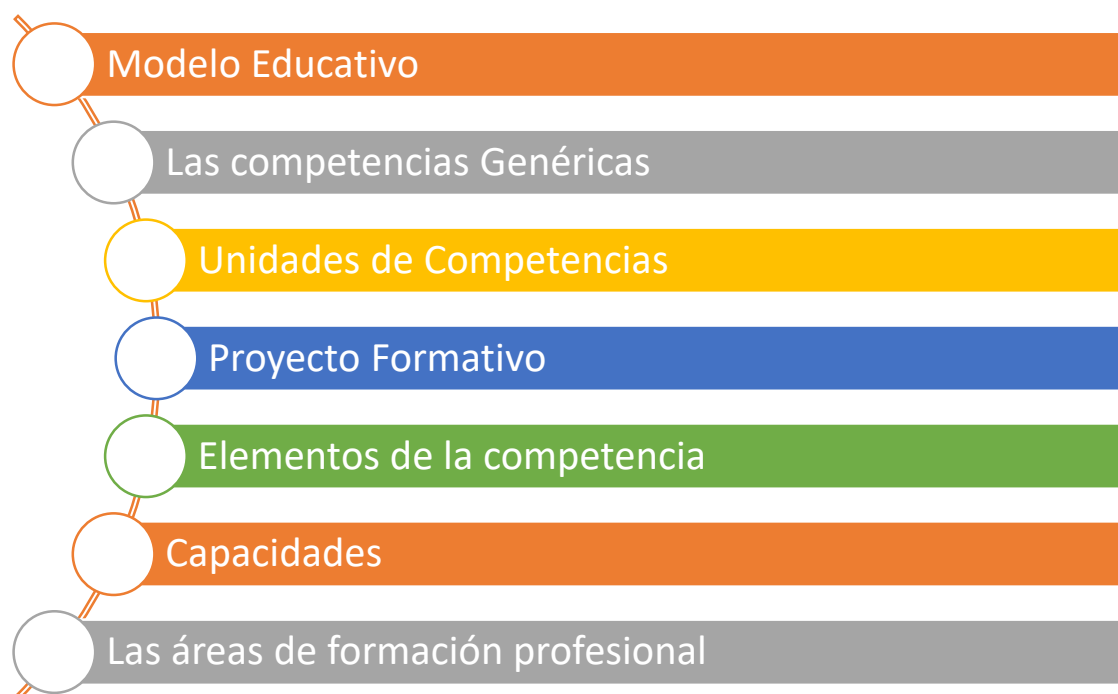 Modelo Educativo
Las competencias Genéricas
Unidades de Competencias
Proyecto Formativo
Elementos de la competencia
Capacidades
Las áreas de formación profesional